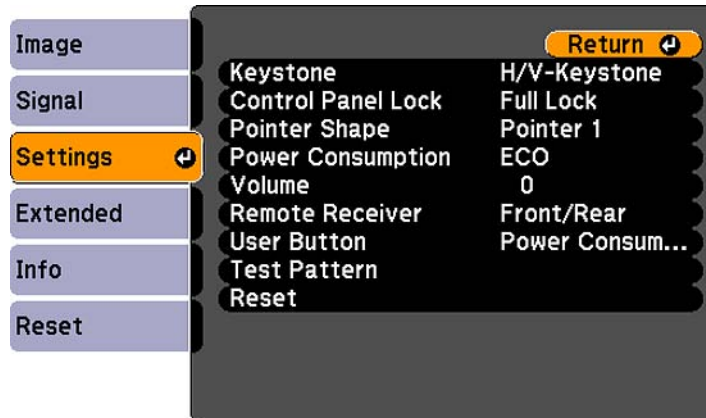 Image
Signal
Settings
Extended
Info
Reset
Return
Keystone H/V-Keystone
Control Panel Lock Full Lock
Pointer Shape Pointer 1
Power Consumption ECO
Volume 0
Remote Receiver Front/Rear
User Button Power Consum...
Test Pattern
Reset